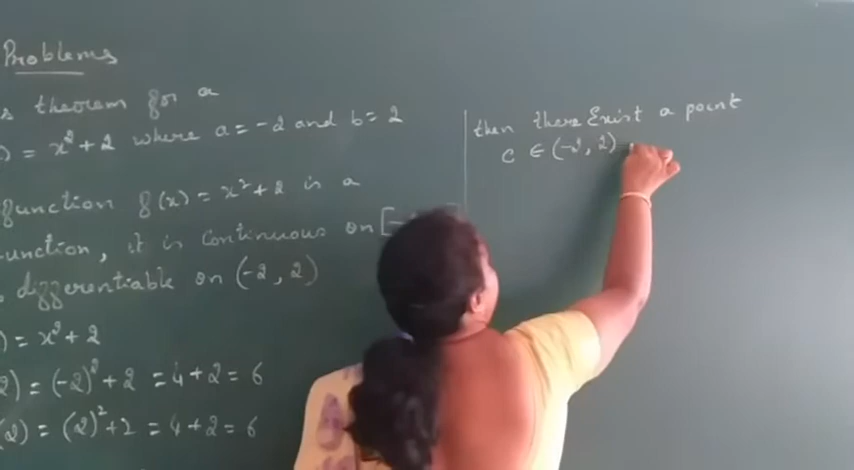 Problems
s theorem for a
) = x² + 2 where a = -2 and b = 2
function f(x) = x² + 2 is a
unction, it is continuous on [-
differentiable on (-2, 2)
) = x² + 2
2) = (-2)² + 2 = 4 + 2 = 6
(2) = (2)² + 2 = 4 + 2 = 6
then there Exist a point
c ∈ (-2, 2)